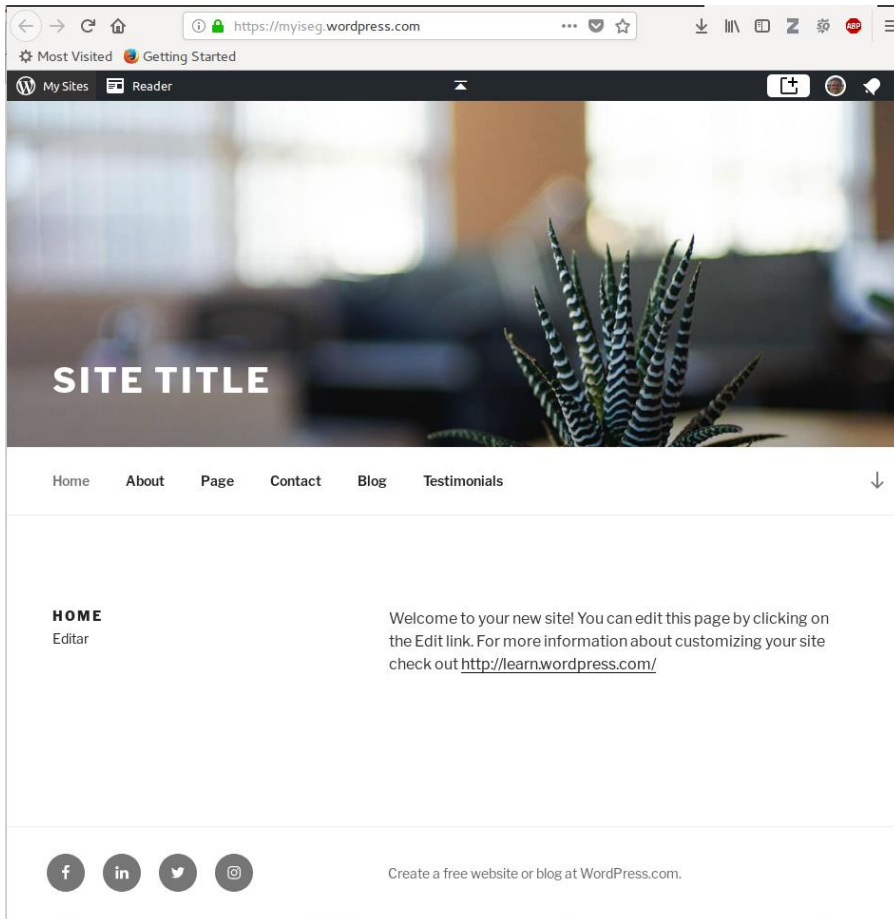 https://myiseg.wordpress.com
Most Visited Getting Started
My Sites Reader
SITE TITLE
Home About Page Contact Blog Testimonials
HOME
Editar
Welcome to your new site! You can edit this page by clicking on
the Edit link. For more information about customizing your site
check out http://learn.wordpress.com/
Create a free website or blog at WordPress.com.